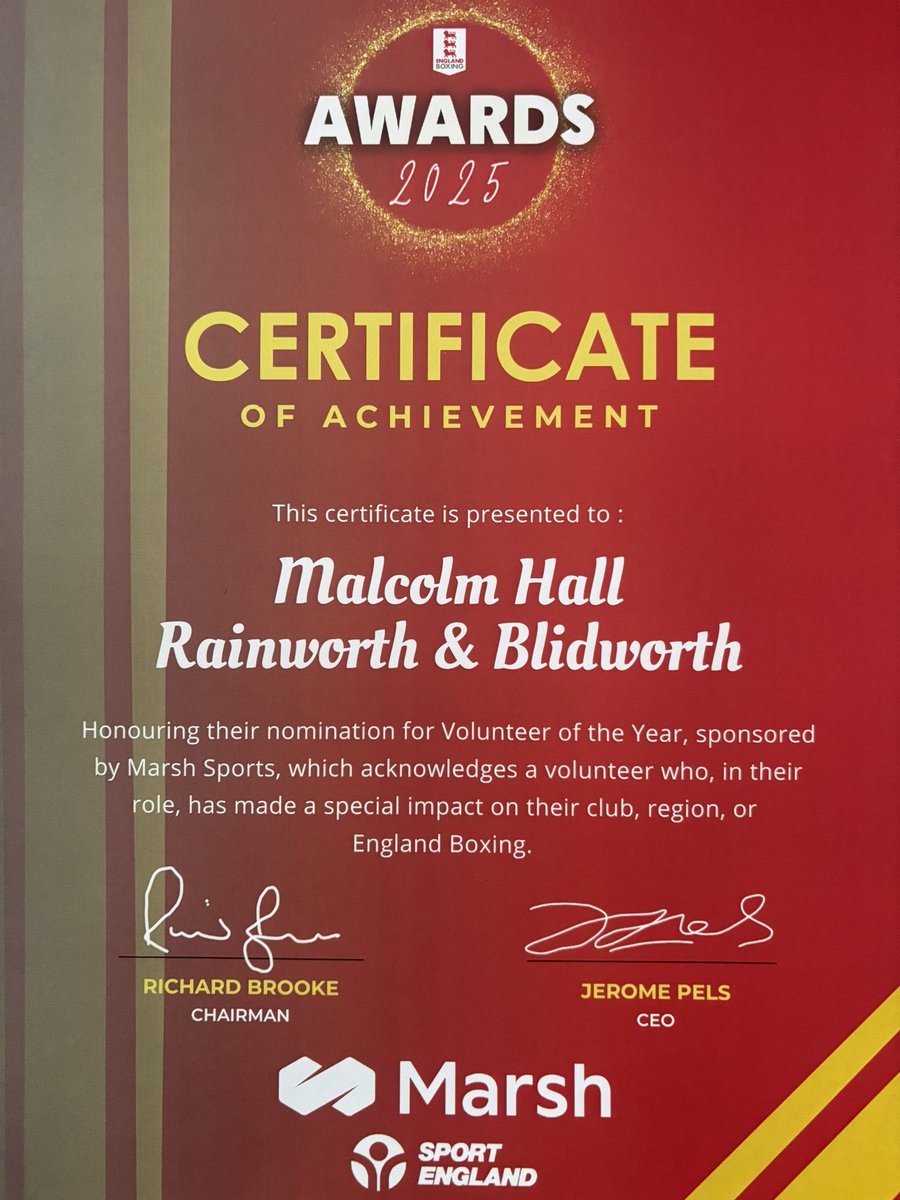 ENGLAND
BOXING
AWARDS
2025
CERTIFICATE
OF ACHIEVEMENT
This certificate is presented to :
Malcolm Hall
Rainworth & Blidworth
Honouring their nomination for Volunteer of the Year, sponsored
by Marsh Sports, which acknowledges a volunteer who, in their
role, has made a special impact on their club, region, or
England Boxing.
RICHARD BROOKE
CHAIRMAN
JEROME PELS
CEO
Marsh
SPORT
ENGLAND